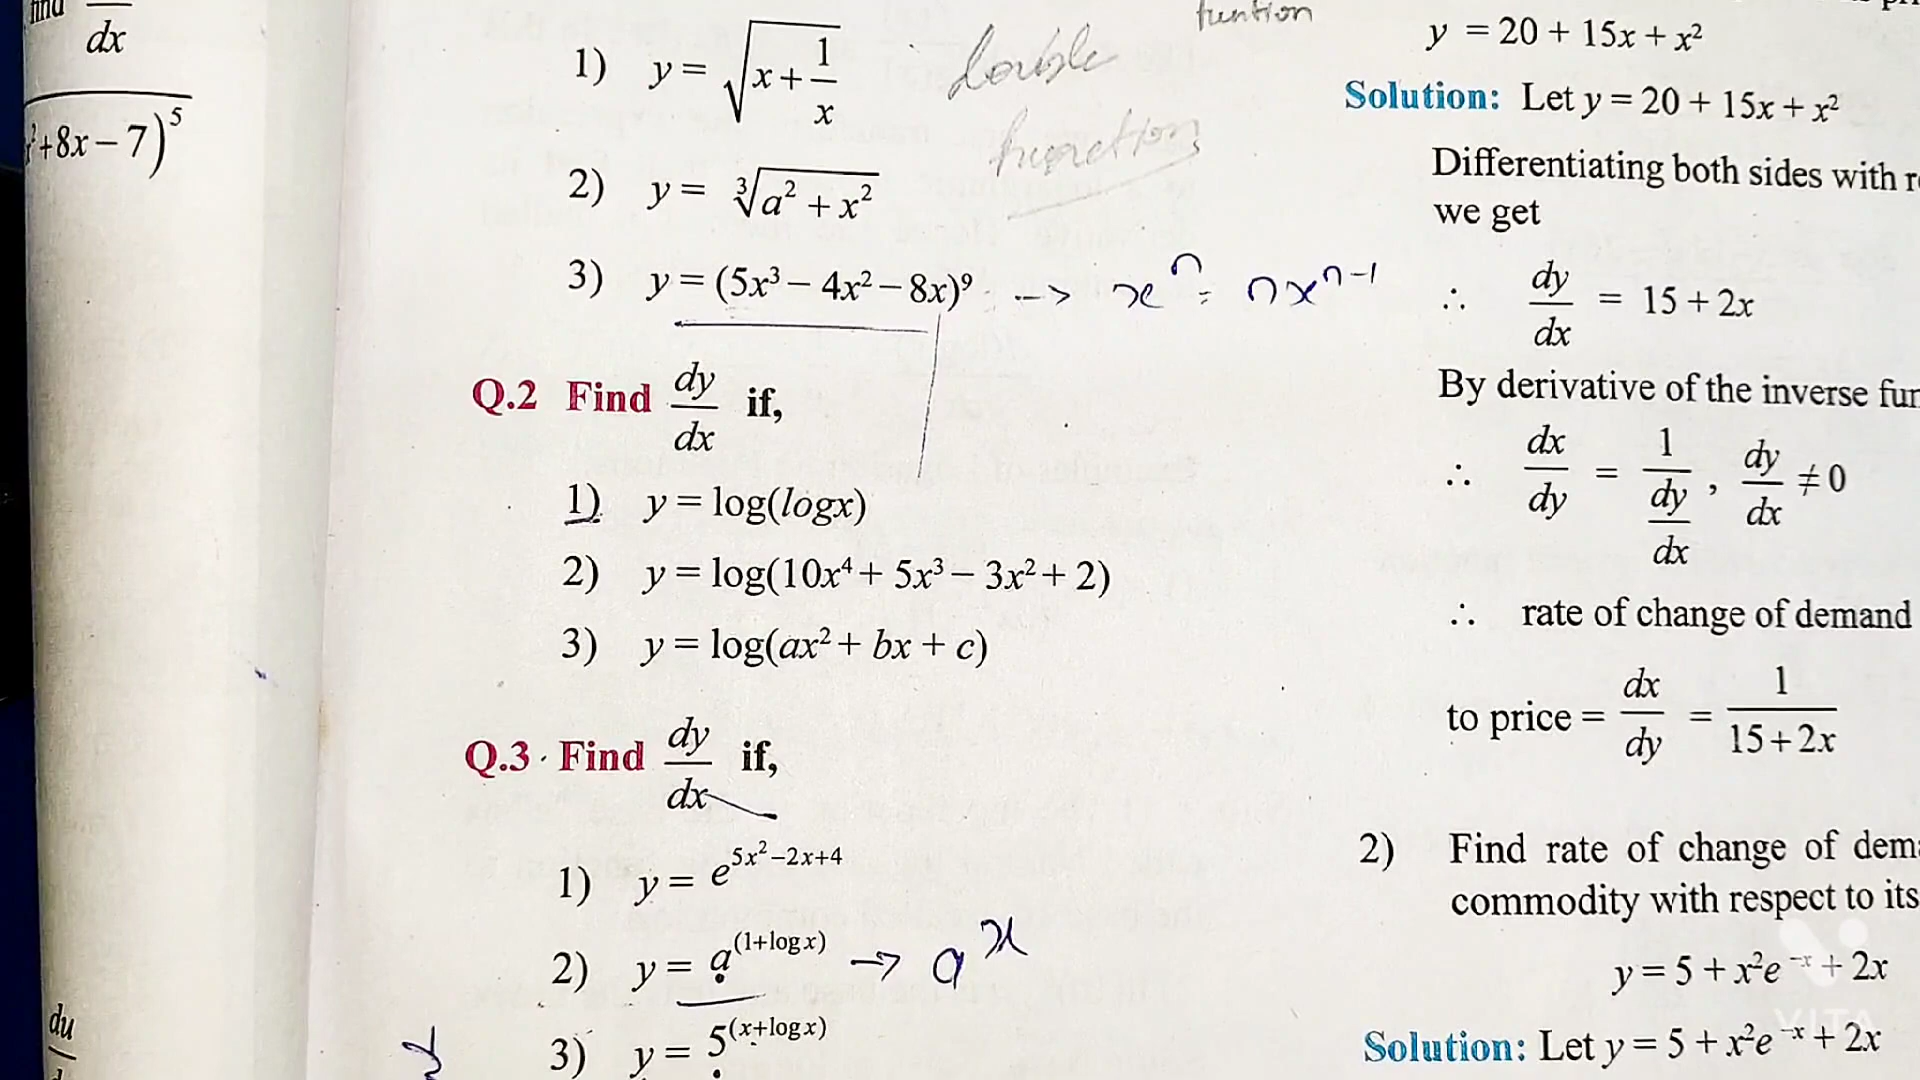 find
dx
²+8x – 7)⁵
du
1) y = √(x + 1/x)
double
funtion
function
2) y = ∛(a² + x²)
3) y = (5x³ – 4x² – 8x)⁹ → xⁿ = nxⁿ⁻¹
Q.2 Find dy/dx if,
1) y = log(logx)
2) y = log(10x⁴ + 5x³ – 3x² + 2)
3) y = log(ax² + bx + c)
Q.3 Find dy/dx if,
1) y = e^(5x²–2x+4)
2) y = a^(1+logx) → a^x
3) y = 5^(x+logx)
y = 20 + 15x + x²
Solution: Let y = 20 + 15x + x²
Differentiating both sides with
we get
∴ dy/dx = 15 + 2x
By derivative of the inverse
∴ dx/dy = 1/(dy/dx) , dy/dx ≠ 0
∴ rate of change of demand
to price = dx/dy = 1/(15+2x)
2) Find rate of change of
commodity with respect to its
y = 5 + x²e^–x + 2x
Solution: Let y = 5 + x²e^–x + 2x
VITA